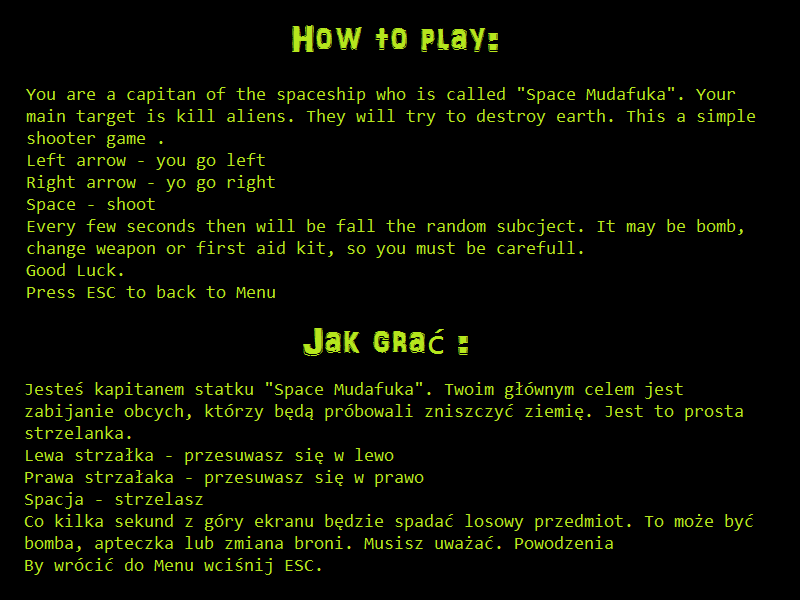 How to play:
You are a capitan of the spaceship who is called "Space Mudafuka". Your
main target is kill aliens. They will try to destroy earth. This a simple
shooter game .
Left arrow - you go left
Right arrow - yo go right
Space - shoot
Every few seconds then will be fall the random subcject. It may be bomb,
change weapon or first aid kit, so you must be carefull.
Good Luck.
Press ESC to back to Menu
Jak grać :
Jesteś kapitanem statku "Space Mudafuka". Twoim głównym celem jest
zabijanie obcych, którzy będą próbowali zniszczyć ziemię. Jest to prosta
strzelanka.
Lewa strzałka - przesuwasz się w lewo
Prawa strzałaka - przesuwasz się w prawo
Spacja - strzelasz
Co kilka sekund z góry ekranu będzie spadać losowy przedmiot. To może być
bomba, apteczka lub zmiana broni. Musisz uważać. Powodzenia
By wrócić do Menu wciśnij ESC.